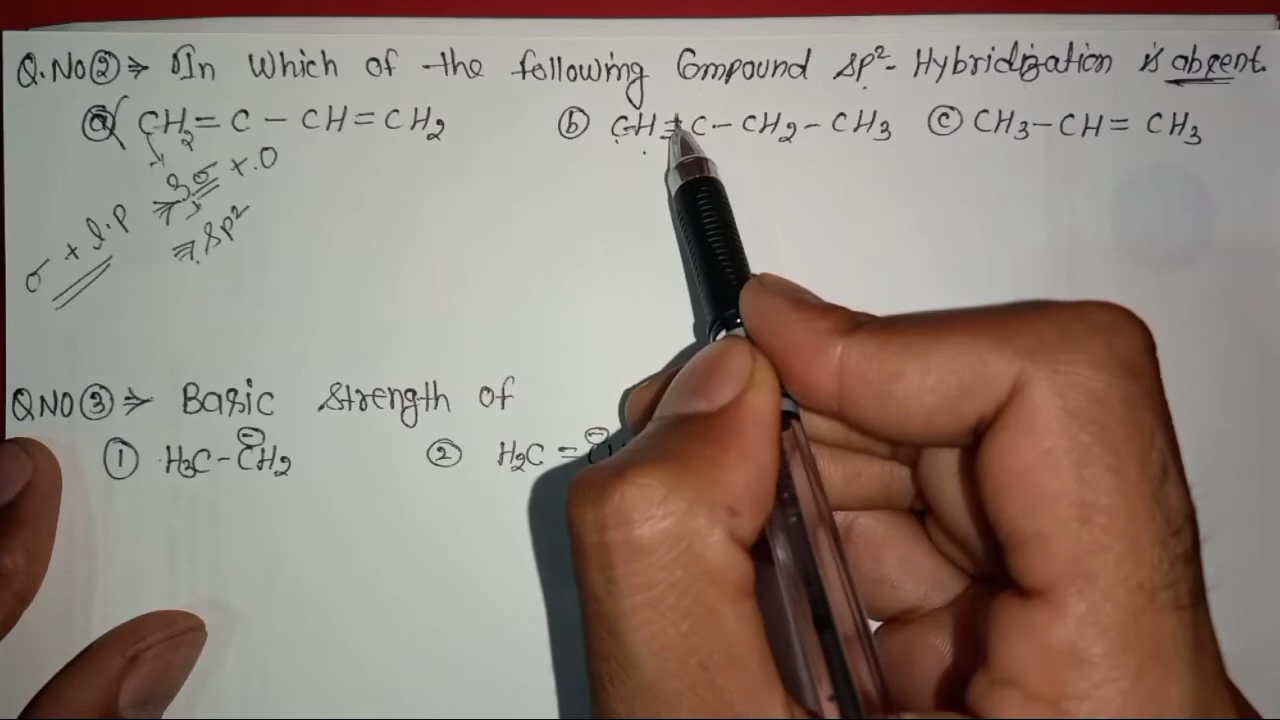 Q.NO② ⇒ In Which of the following Compound sp²- Hybridization is absent.
ⓐ CH₂ = C - CH = CH₂ ⓑ CH ≡ C - CH₂ - CH₃ ⓒ CH₃ - CH = CH₃
⇒ 3σ + 0
σ + l.p ⇒ sp²
QNO③ ⇒ Basic Strength of
① H₃C - C̄H₂ ② H₂C =